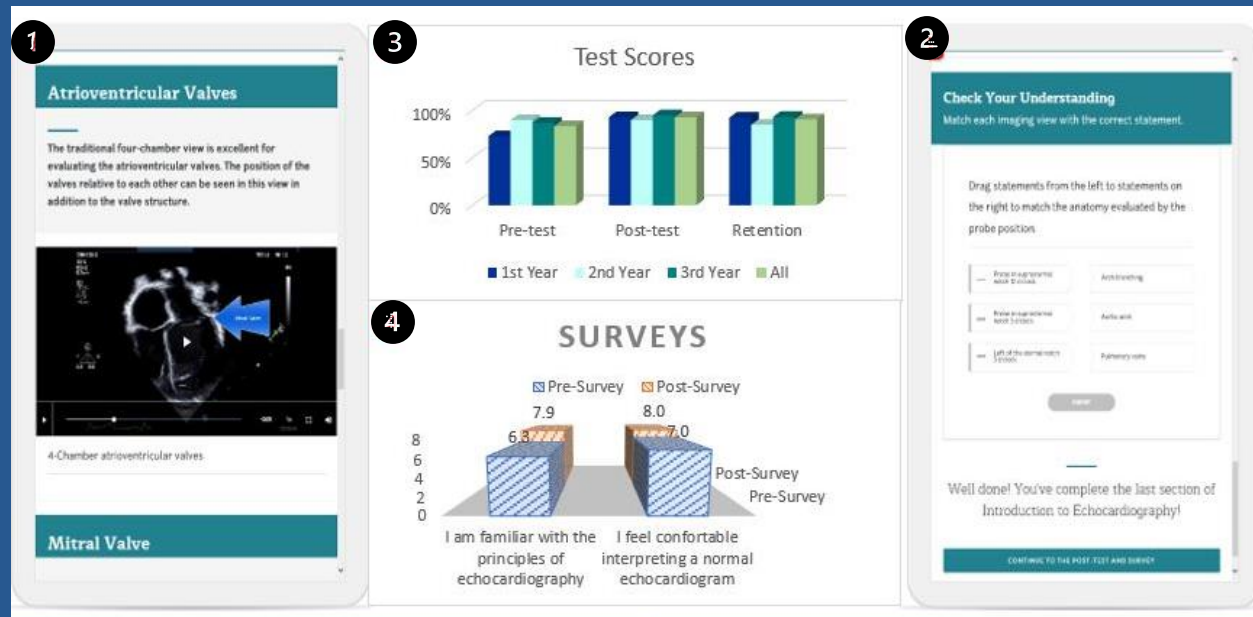 1
Atrioventricular Valves
The traditional four-chamber view is excellent for
evaluating the atrioventricular valves. The position of the
valves relative to each other can be seen in this view in
addition to the valve structure.
4-Chamber atrioventricular valves
Mitral Valve
3
Test Scores
100%
50%
0%
Pre-test Post-test Retention
1st Year 2nd Year 3rd Year All
4
SURVEYS
Pre-Survey Post-Survey
7.9 8.0
6.3 7.0
8
6
4
2
0
Post-Survey
Pre-Survey
I am familiar with the
principles of
echocardiography
I feel confortable
interpreting a normal
echocardiogram
2
Check Your Understanding
Match each imaging view with the correct statement.
Drag statements from the left to statements on
the right to match the anatomy evaluated by the
probe position
Arch branching
Aortic arch
Pulmonary veins
Well done! You've complete the last section of
Introduction to Echocardiography!
CONTINUE TO THE POST-TEST AND SURVEY